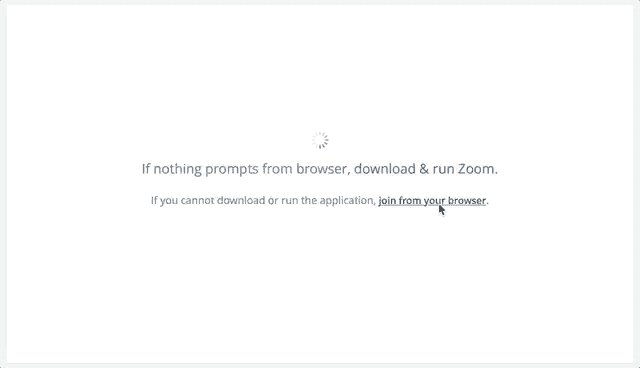 If nothing prompts from browser, download & run Zoom.
If you cannot download or run the application, join from your browser.